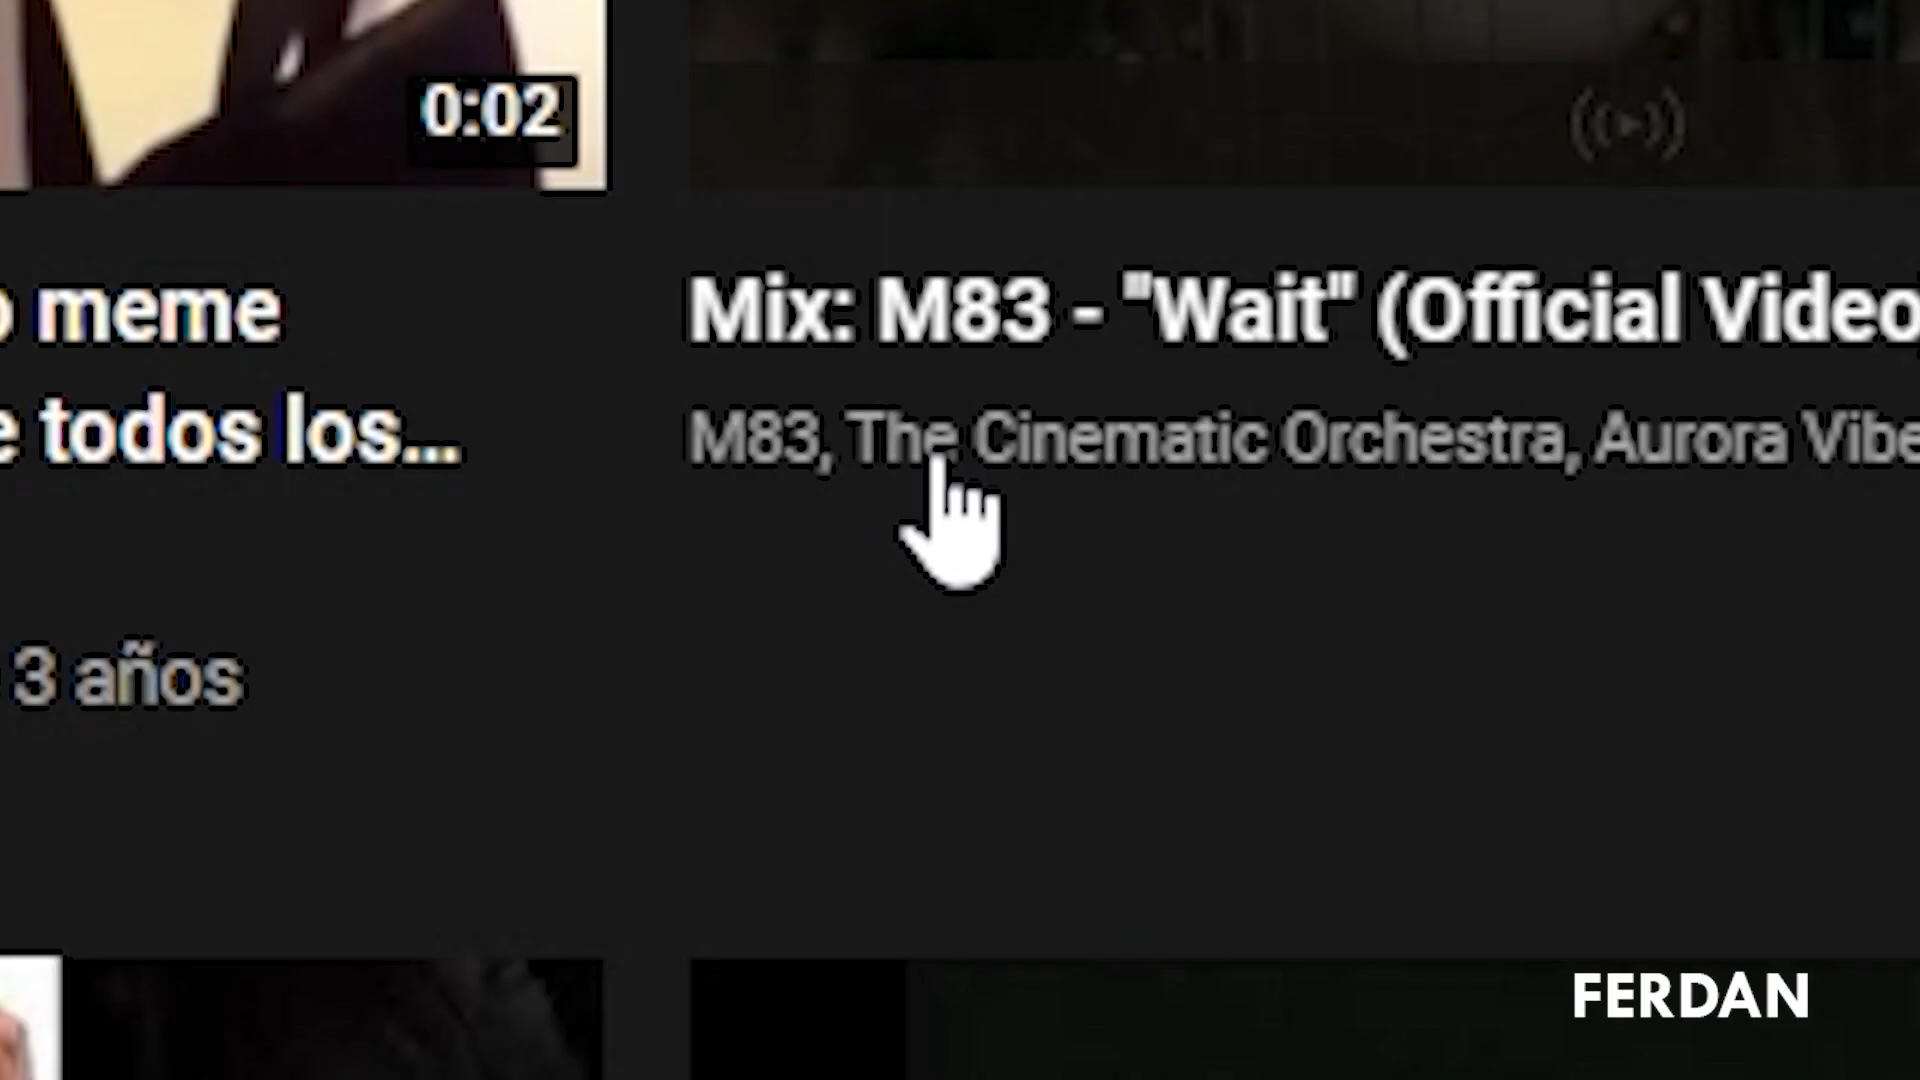 0:02
meme
todos los...
3 años
Mix: M83 - "Wait" (Official Video
M83, The Cinematic Orchestra, Aurora Vibe
FERDAN